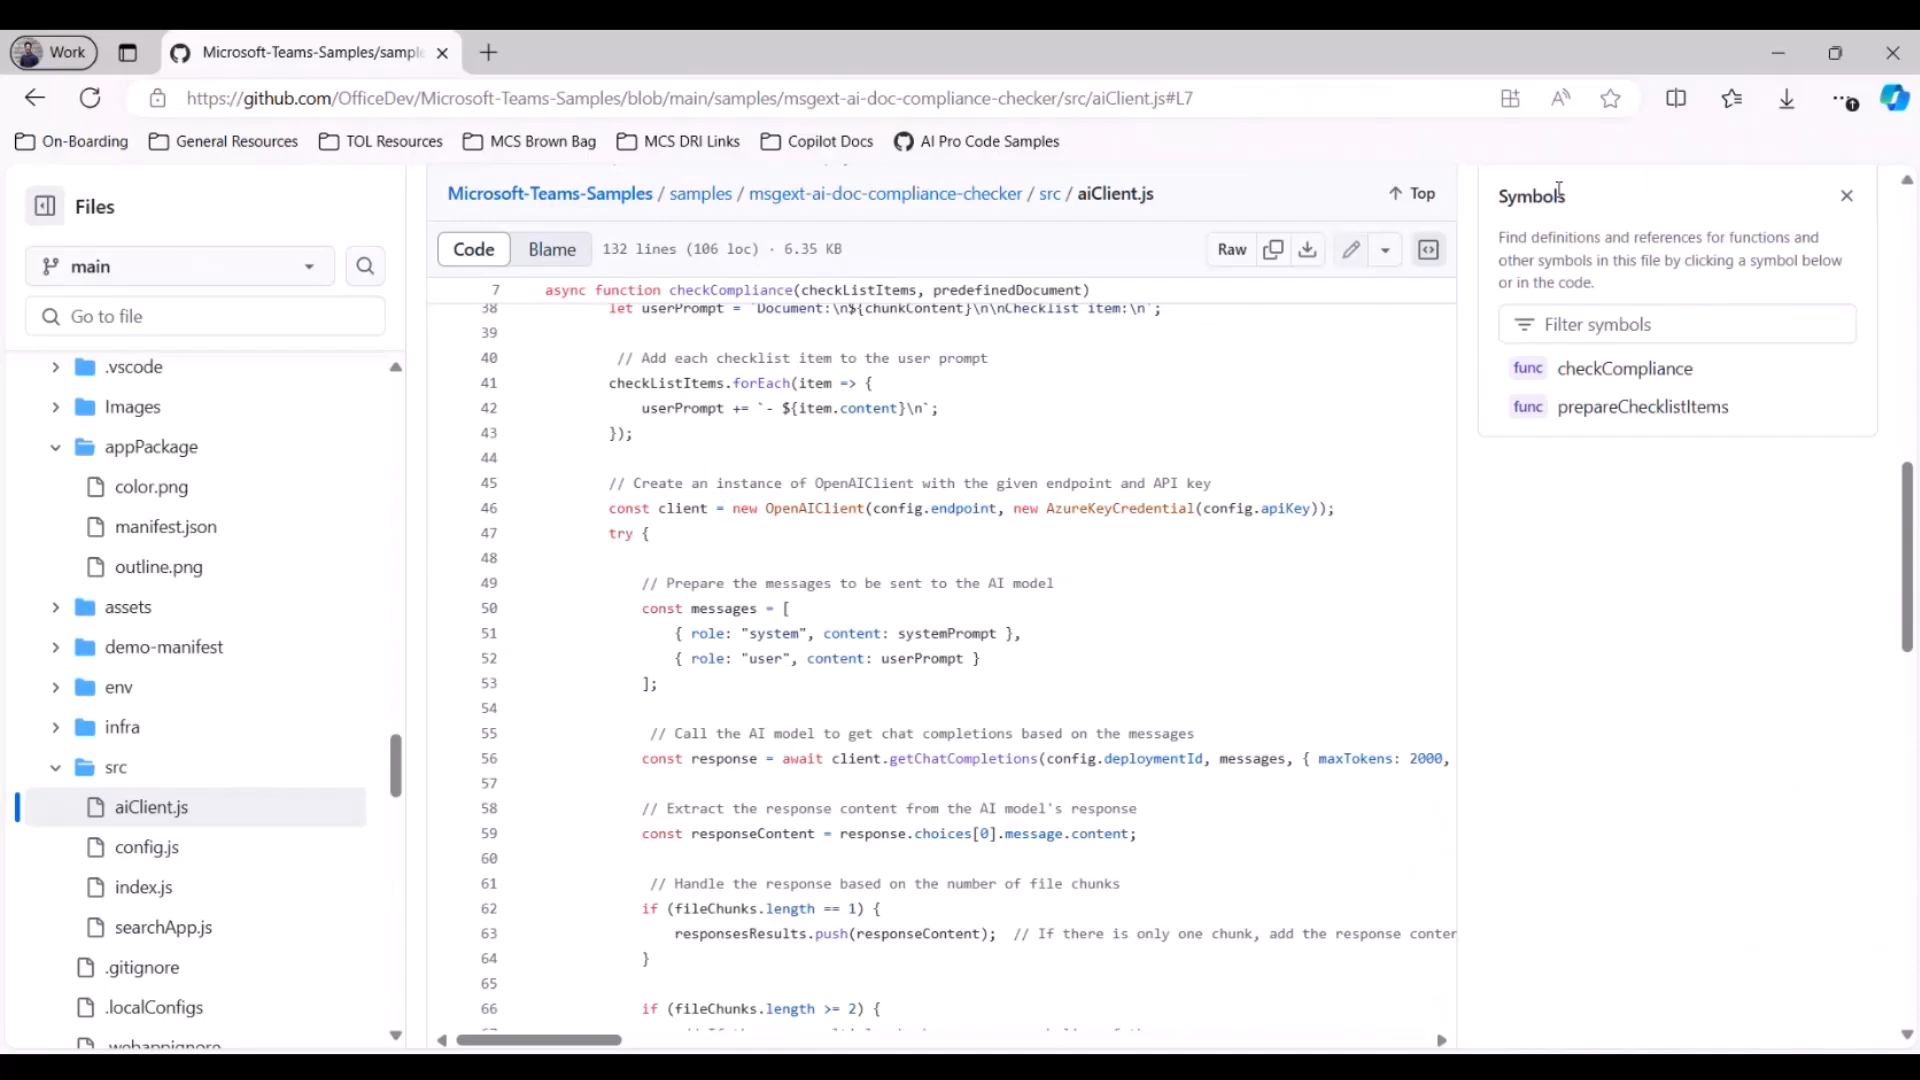 Work
Microsoft-Teams-Samples/sampl
https://github.com/OfficeDev/Microsoft-Teams-Samples/blob/main/samples/msgext-ai-doc-compliance-checker/src/aiClient.js#L7
On-Boarding
General Resources
TOL Resources
MCS Brown Bag
MCS DRI Links
Copilot Docs
AI Pro Code Samples
Files
main
Go to file
.vscode
Images
appPackage
color.png
manifest.json
outline.png
assets
demo-manifest
env
infra
src
aiClient.js
config.js
index.js
searchApp.js
.gitignore
.localConfigs
.webappignore
Microsoft-Teams-Samples / samples / msgext-ai-doc-compliance-checker / src / aiClient.js
Top
Code
Blame
132 lines (106 loc) · 6.35 KB
Raw
7 async function checkCompliance(checkListItems, predefinedDocument)
38 let userPrompt = `Document:\n${chunkContent}\n\nChecklist item:\n`;
39
40 // Add each checklist item to the user prompt
41 checkListItems.forEach(item => {
42 userPrompt += `- ${item.content}\n`;
43 });
44
45 // Create an instance of OpenAIClient with the given endpoint and API key
46 const client = new OpenAIClient(config.endpoint, new AzureKeyCredential(config.apiKey));
47 try {
48
49 // Prepare the messages to be sent to the AI model
50 const messages = [
51 { role: "system", content: systemPrompt },
52 { role: "user", content: userPrompt }
53 ];
54
55 // Call the AI model to get chat completions based on the messages
56 const response = await client.getChatCompletions(config.deploymentId, messages, { maxTokens: 2000,
57
58 // Extract the response content from the AI model's response
59 const responseContent = response.choices[0].message.content;
60
61 // Handle the response based on the number of file chunks
62 if (fileChunks.length == 1) {
63 responsesResults.push(responseContent); // If there is only one chunk, add the response conter
64 }
65
66 if (fileChunks.length >= 2) {
Symbols
Find definitions and references for functions and
other symbols in this file by clicking a symbol below
or in the code.
Filter symbols
func checkCompliance
func prepareChecklistItems